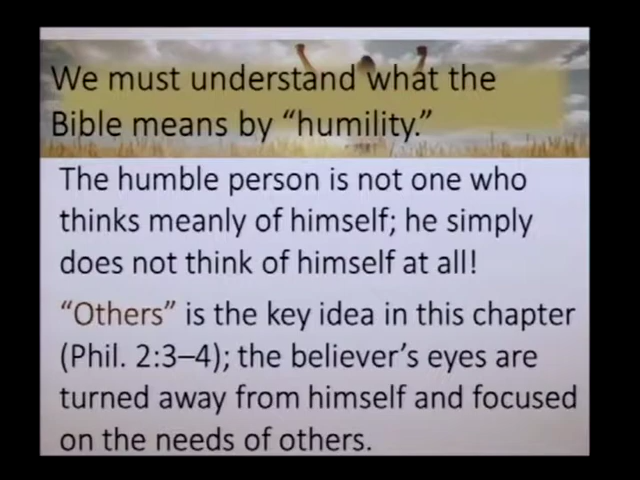 We must understand what the
Bible means by “humility.”
The humble person is not one who
thinks meanly of himself; he simply
does not think of himself at all!
“Others” is the key idea in this chapter
(Phil. 2:3–4); the believer’s eyes are
turned away from himself and focused
on the needs of others.